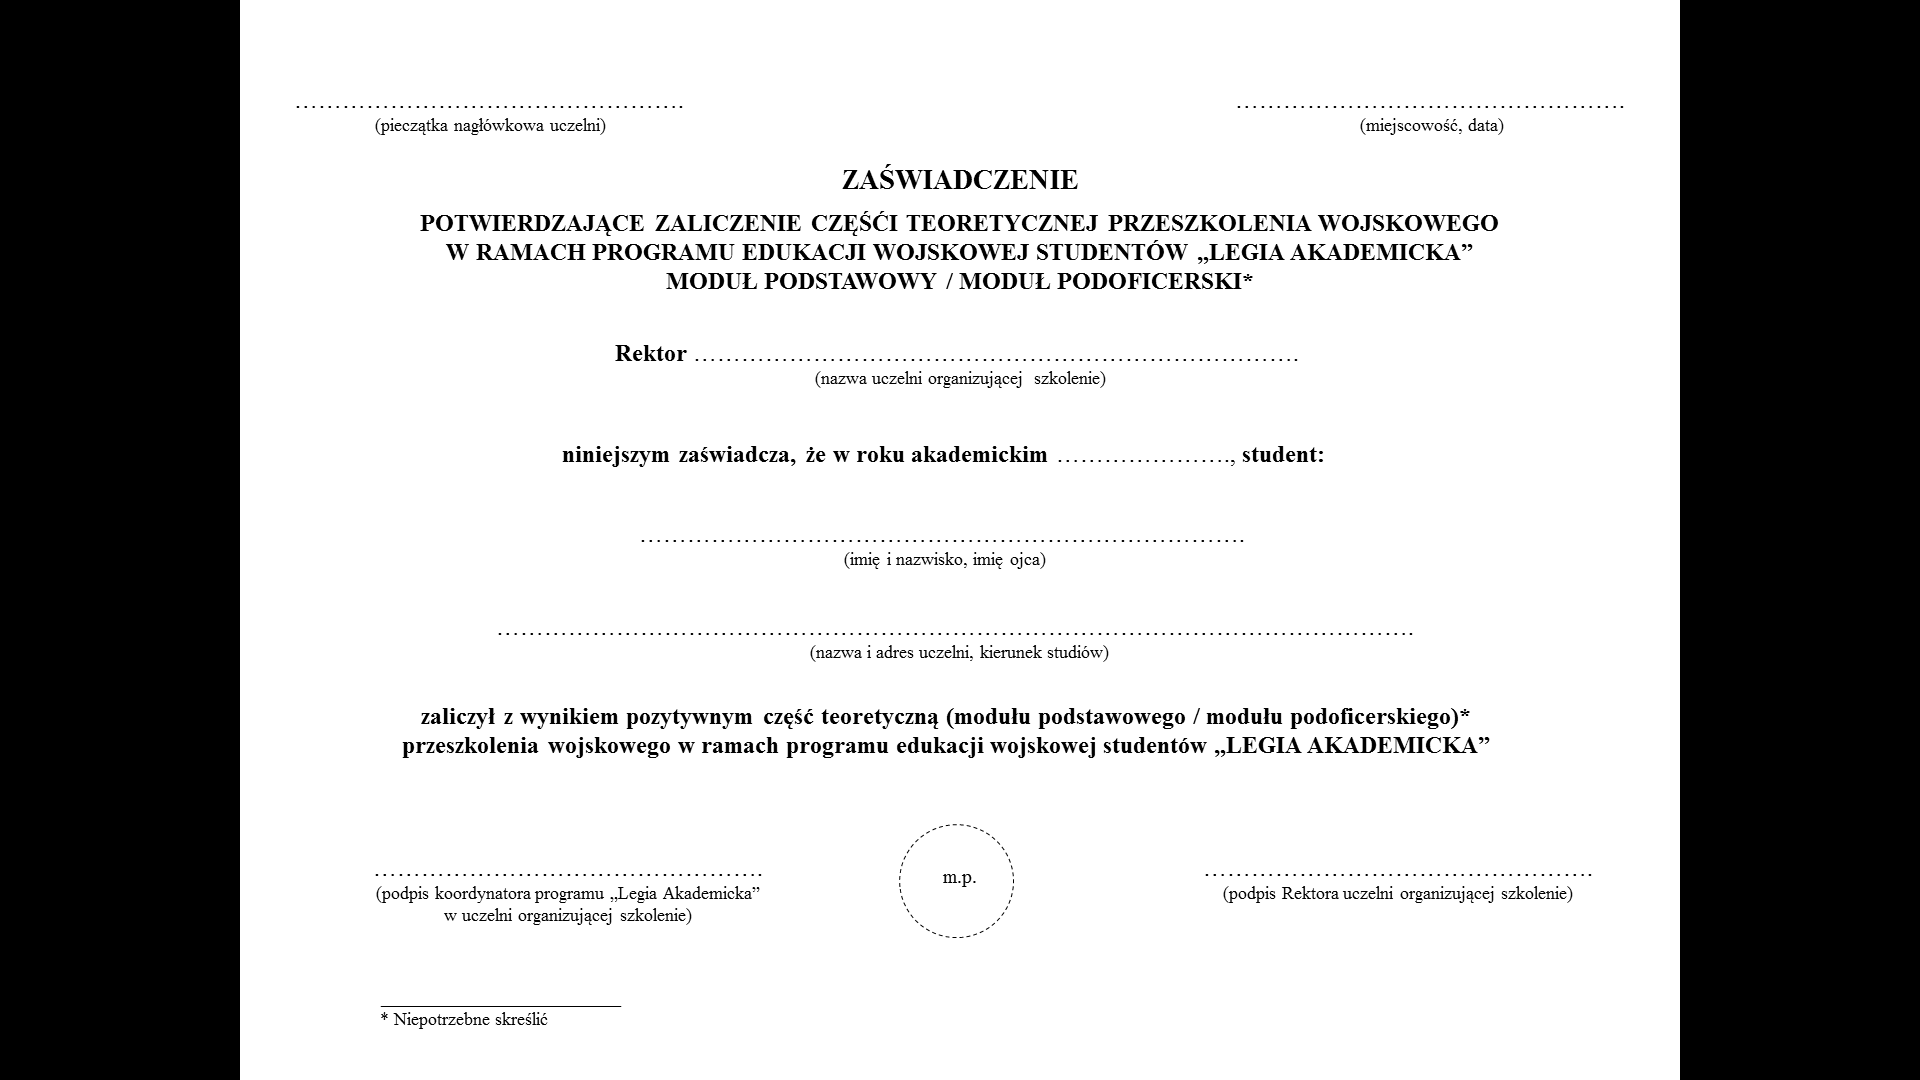 ……………………………………………. …………………………………………….
(pieczątka nagłówkowa uczelni) (miejscowość, data)
ZAŚWIADCZENIE
POTWIERDZAJĄCE ZALICZENIE CZĘŚĆI TEORETYCZNEJ PRZESZKOLENIA WOJSKOWEGO
W RAMACH PROGRAMU EDUKACJI WOJSKOWEJ STUDENTÓW „LEGIA AKADEMICKA”
MODUŁ PODSTAWOWY / MODUŁ PODOFICERSKI*
Rektor ……………………………………………………………………….
(nazwa uczelni organizującej szkolenie)
niniejszym zaświadcza, że w roku akademickim …………………., student:
……………………………………………………………………….
(imię i nazwisko, imię ojca)
…………………………………………………………………………………………………………….
(nazwa i adres uczelni, kierunek studiów)
zaliczył z wynikiem pozytywnym część teoretyczną (modułu podstawowego / modułu podoficerskiego)*
przeszkolenia wojskowego w ramach programu edukacji wojskowej studentów „LEGIA AKADEMICKA”
……………………………………………. m.p. …………………………………………….
(podpis koordynatora programu „Legia Akademicka” (podpis Rektora uczelni organizującej szkolenie)
w uczelni organizującej szkolenie)
* Niepotrzebne skreślić